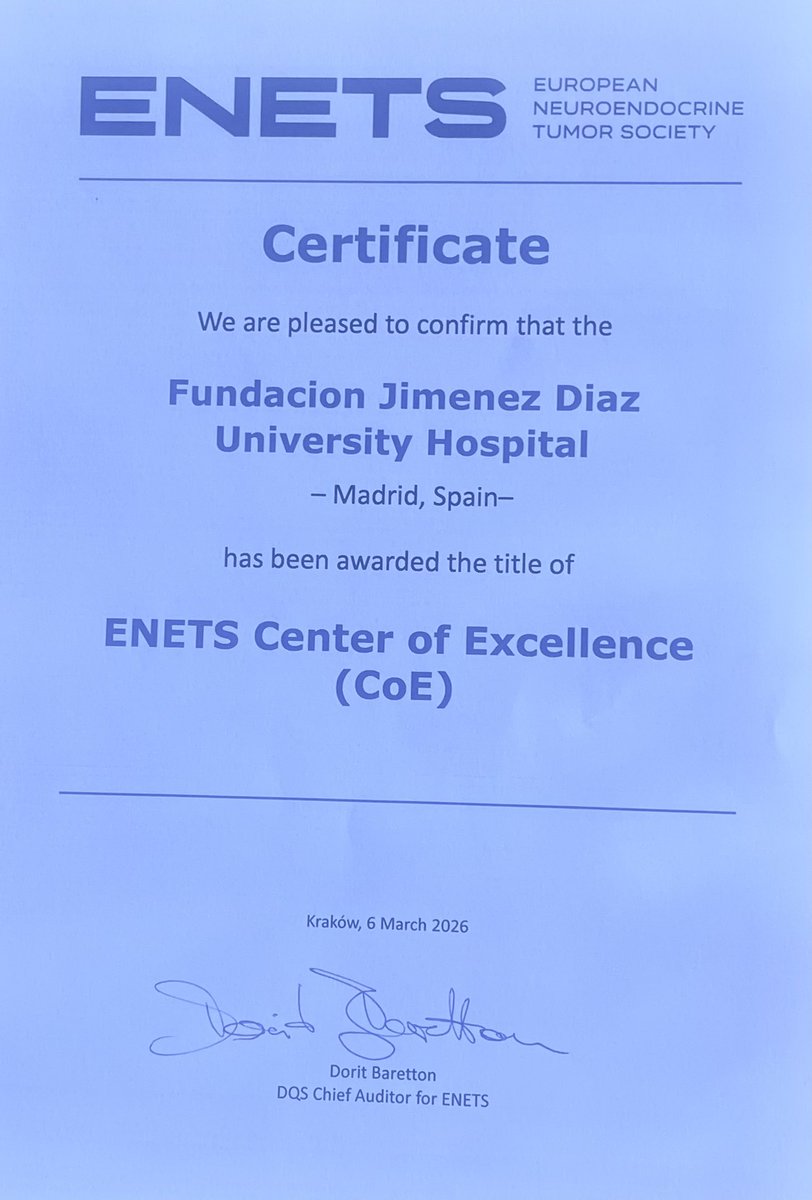 ENETS
EUROPEAN
NEUROENDOCRINE
TUMOR SOCIETY
Certificate
We are pleased to confirm that the
Fundacion Jimenez Diaz
University Hospital
– Madrid, Spain–
has been awarded the title of
ENETS Center of Excellence
(CoE)
Kraków, 6 March 2026
Dorit Baretton
Dorit Baretton
DQS Chief Auditor for ENETS